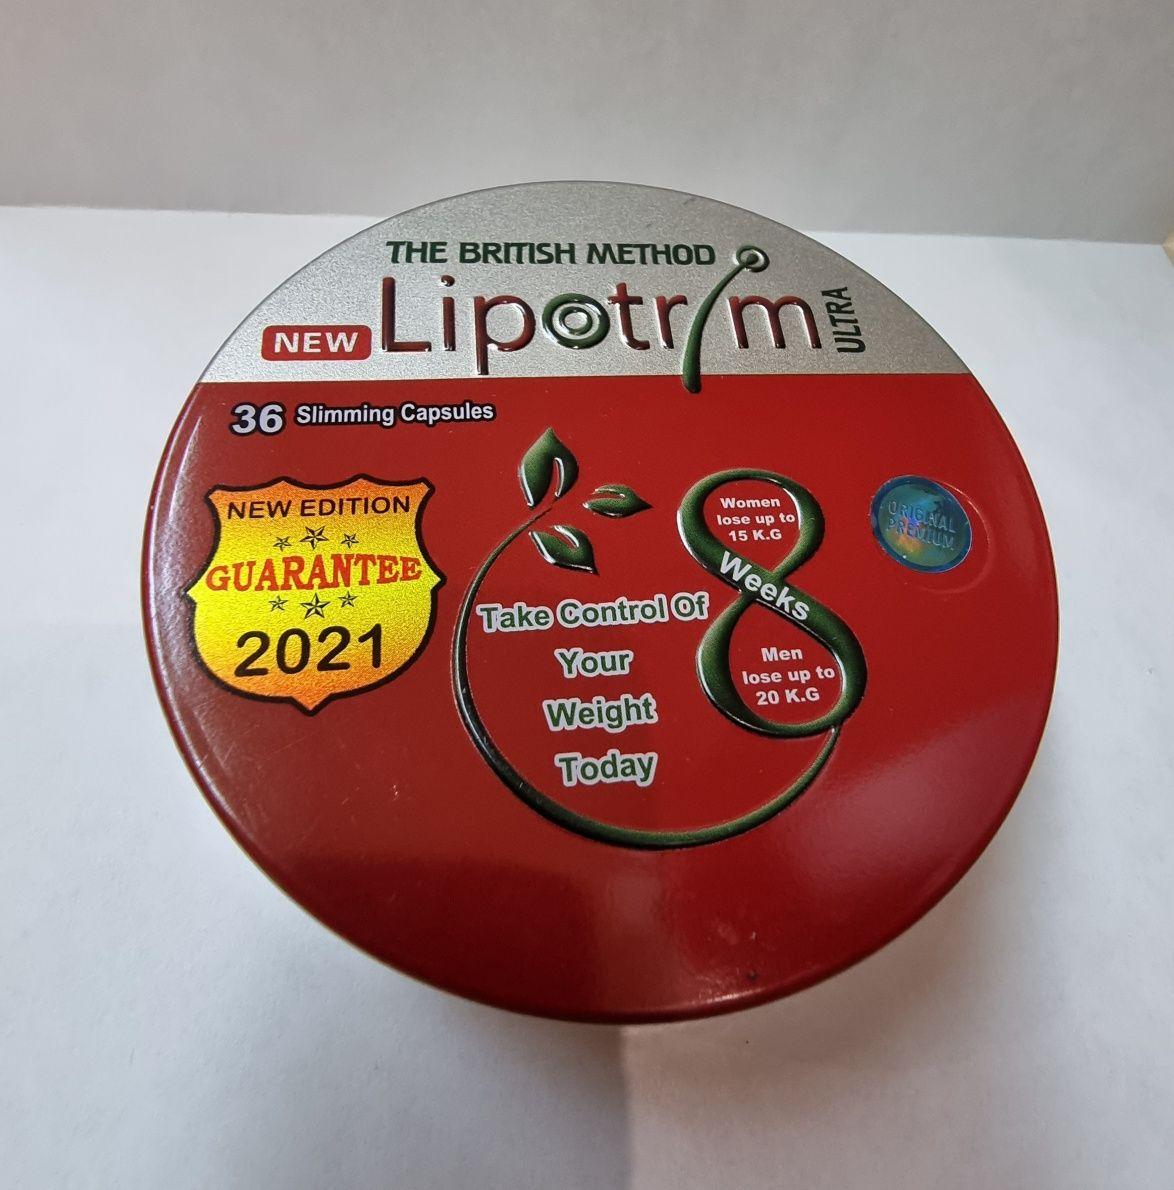 THE BRITISH METHOD
NEW Lipotrim ULTRA
36 Slimming Capsules
NEW EDITION
GUARANTEE
2021
Take Control Of
Your
Weight
Today
Women
lose up to
15 K.G
8 Weeks
Men
lose up to
20 K.G
ORIGINAL
PREMIUM